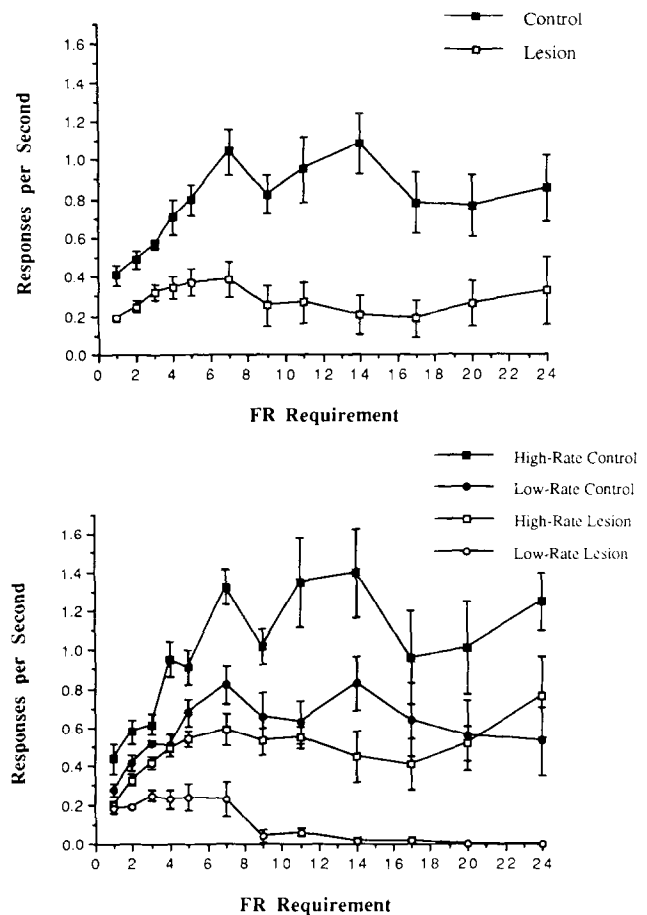 Control
Lesion
1.6
1.4
1.2
1.0
0.8
0.6
0.4
0.2
0.0
Responses per Second
0 2 4 6 8 10 12 14 16 18 20 22 24
FR Requirement
High-Rate Control
Low-Rate Control
High-Rate Lesion
Low-Rate Lesion
1.6
1.4
1.2
1.0
0.8
0.6
0.4
0.2
0.0
Responses per Second
0 2 4 6 8 10 12 14 16 18 20 22 24
FR Requirement